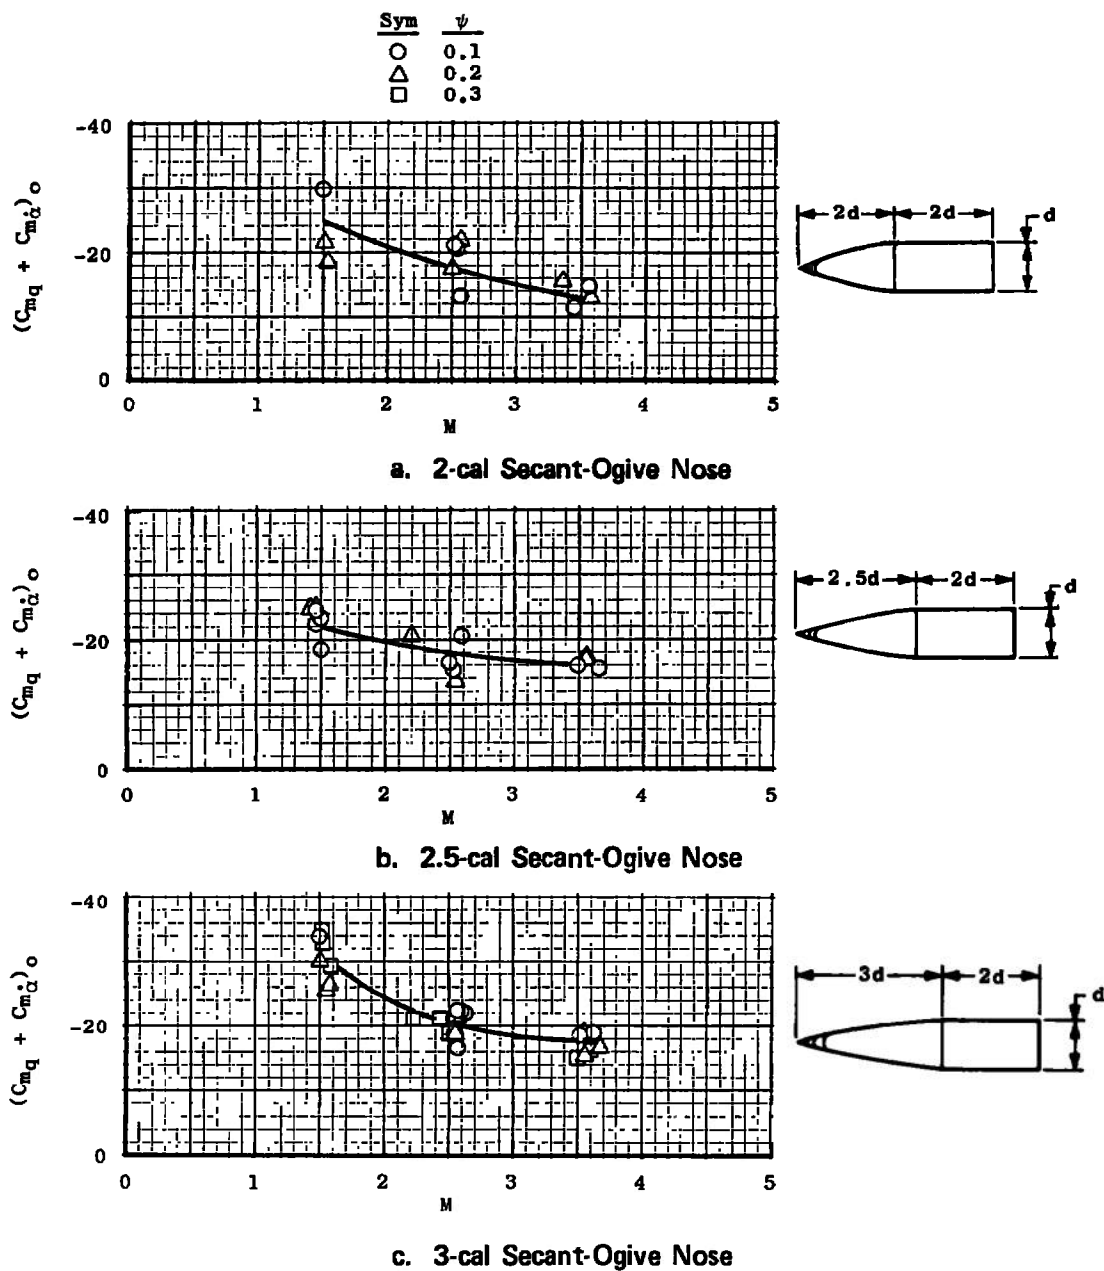 Sym ψ
○ 0.1
△ 0.2
□ 0.3
-40
-20
0
(Cmq + Cmα̇)o
0 1 2 3 4 5
M
2d 2d d
a. 2-cal Secant-Ogive Nose
-40
-20
0
(Cmq + Cmα̇)o
0 1 2 3 4 5
M
2.5d 2d d
b. 2.5-cal Secant-Ogive Nose
-40
-20
0
(Cmq + Cmα̇)o
0 1 2 3 4 5
M
3d 2d d
c. 3-cal Secant-Ogive Nose